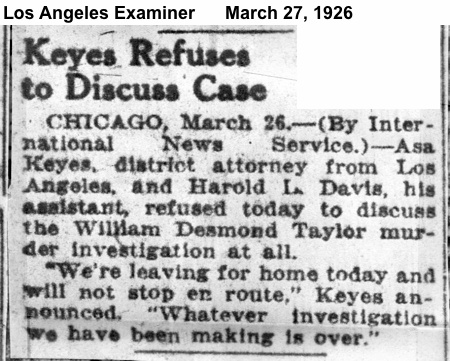 Los Angeles Examiner March 27, 1926
Keyes Refuses
to Discuss Case
CHICAGO, March 26.—(By Inter-
national News Service.)—Asa
Keyes, district attorney from Los
Angeles, and Harold L. Davis, his
assistant, refused today to discuss
the William Desmond Taylor mur-
der investigation at all.
"We're leaving for home today and
will not stop en route," Keyes an-
nounced. "Whatever investigation
we have been making is over."